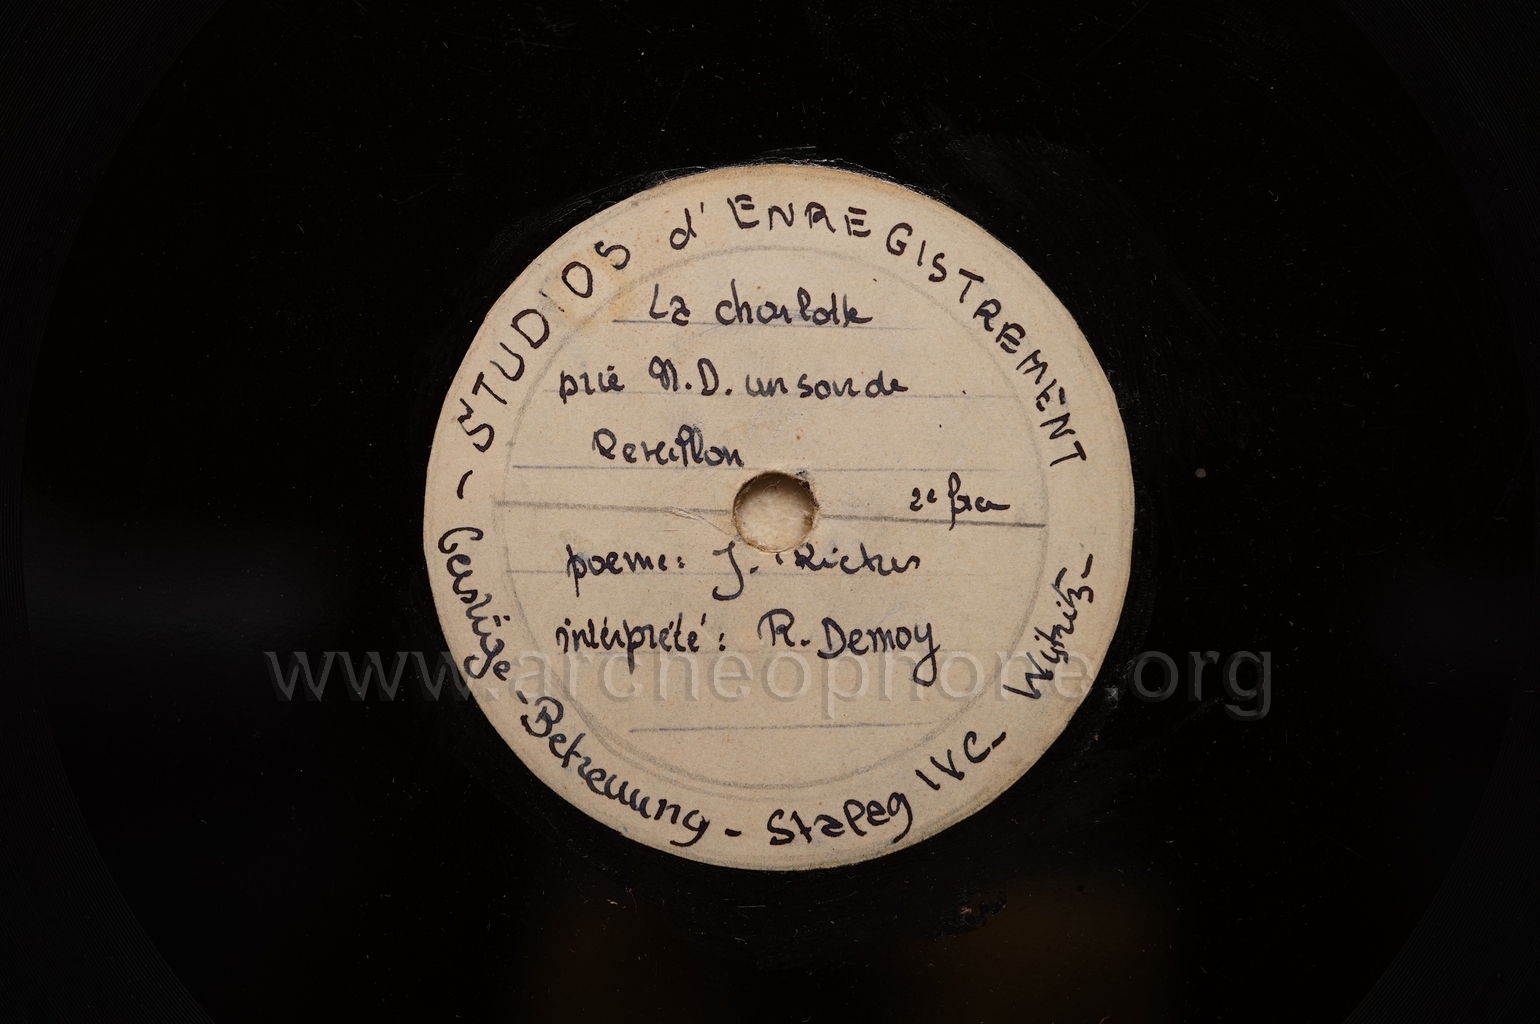 STUDIOS d'ENREGISTREMENT
La charlotte
prie N.D. un soir de
Reveillon
2e face
poeme: J. Rictus
interprété: R. Demoy
- Geistige - Betreuung - Stalag IVC - Wistritz -
www.archeophone.org